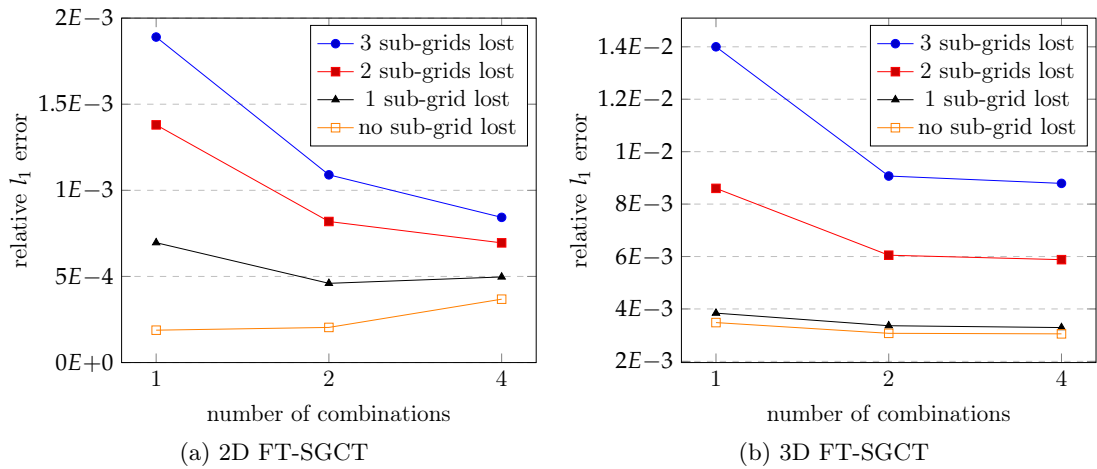 2E−3
1.5E−3
1E−3
5E−4
0E+0
relative l1 error
3 sub-grids lost
2 sub-grids lost
1 sub-grid lost
no sub-grid lost
1 2 4
number of combinations
(a) 2D FT-SGCT
1.4E−2
1.2E−2
1E−2
8E−3
6E−3
4E−3
2E−3
relative l1 error
3 sub-grids lost
2 sub-grids lost
1 sub-grid lost
no sub-grid lost
1 2 4
number of combinations
(b) 3D FT-SGCT